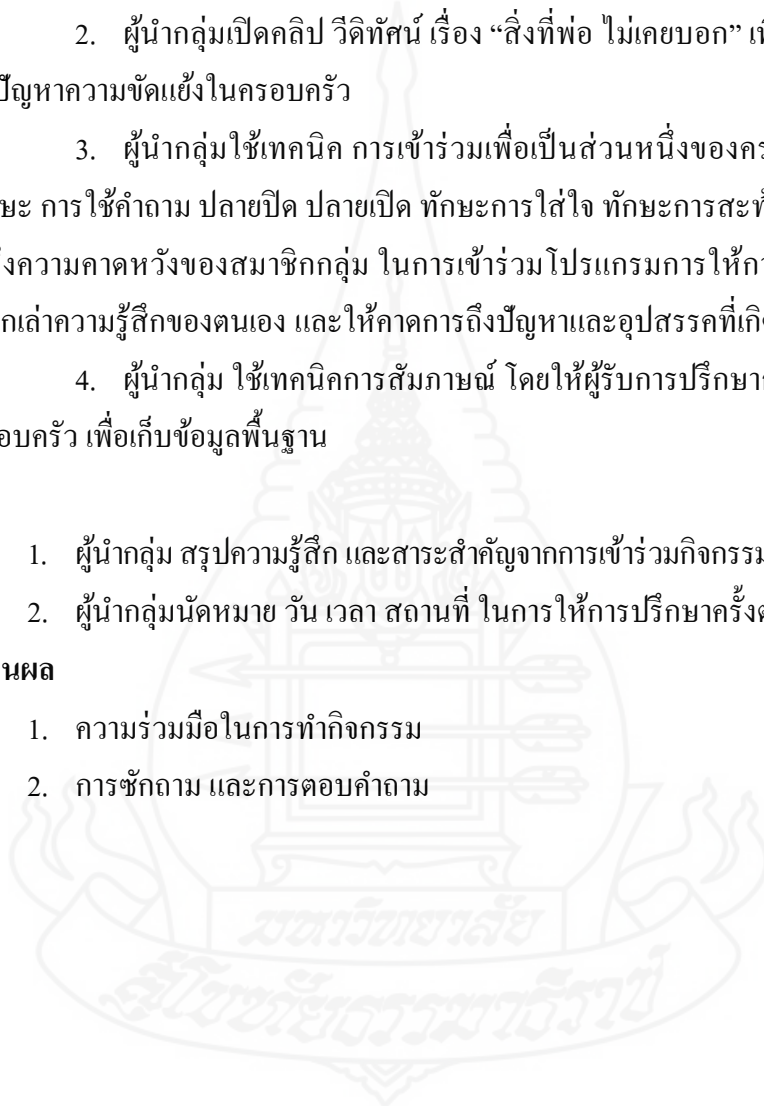 2. ผู้นำกลุ่มเปิดคลิป วีดิทัศน์ เรื่อง “สิ่งที่พ่อ ไม่เคยบอก”
ปัญหาความขัดแย้งในครอบครัว
3. ผู้นำกลุ่มใช้เทคนิค การเข้าร่วมเพื่อเป็นส่วนหนึ่งของ
การใช้คำถาม ปลายปิด ปลายเปิด ทักษะการใส่ใจ
ความคาดหวังของสมาชิกกลุ่ม ในการเข้าร่วมโปรแกรมการให้
เล่าความรู้สึกของตนเอง และให้คาดการถึงปัญหาและอุปสรรคที่
4. ผู้นำกลุ่ม ใช้เทคนิคการสัมภาษณ์ โดยให้ผู้รับการปรึกษา
เพื่อเก็บข้อมูลพื้นฐาน
1. ผู้นำกลุ่ม สรุปความรู้สึก และสาระสำคัญจากการเข้าร่วมกิจกรรม
2. ผู้นำกลุ่มนัดหมาย วัน เวลา สถานที่ ในการให้การปรึกษาครั้ง
นผล
1. ความร่วมมือในการทำกิจกรรม
2. การซักถาม และการตอบคำถาม
มหาวิทยาลัย
สุโขทัยธรรมาธิราช